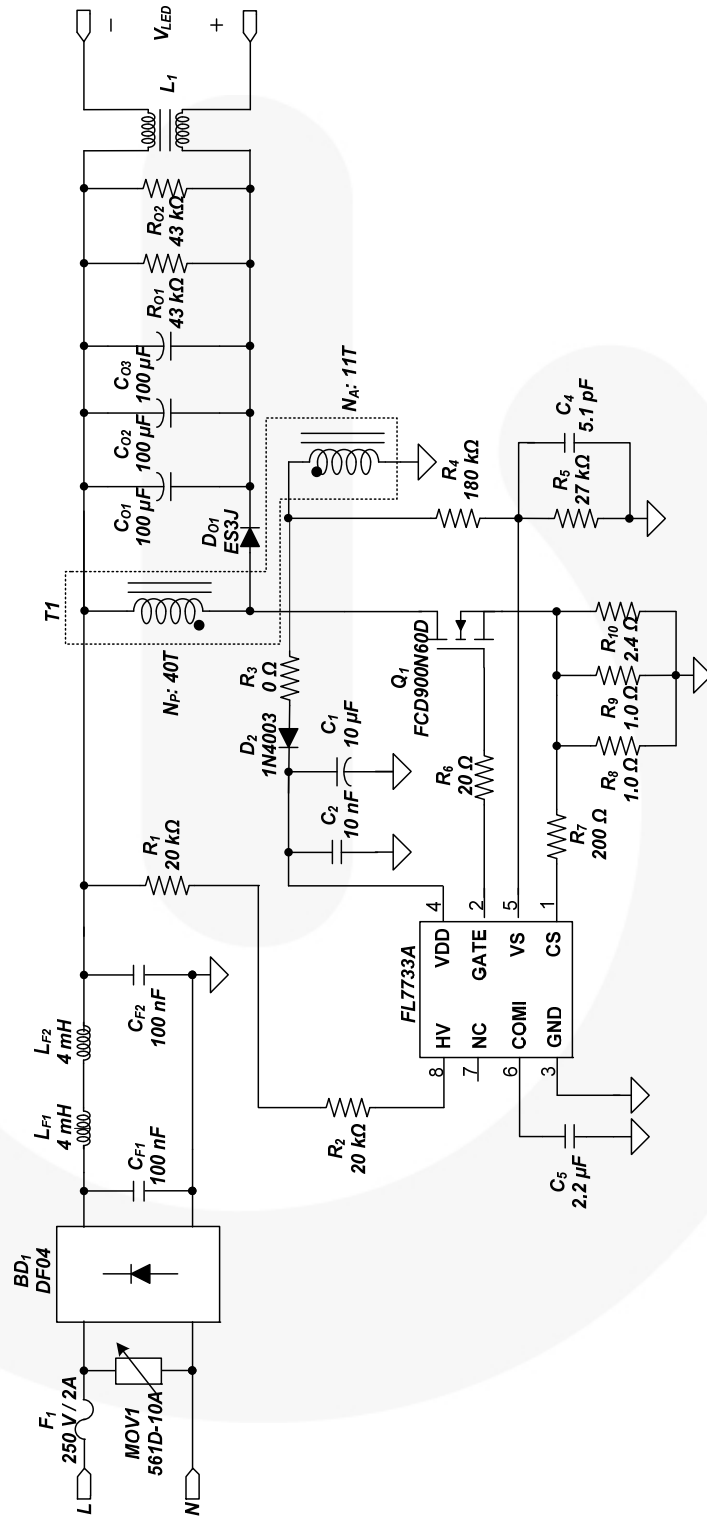 L
N
F1
250 V / 2A
MOV1
561D-10A
BD1
DF04
LF1
4 mH
LF2
4 mH
CF1
100 nF
CF2
100 nF
R1
20 kΩ
R2
20 kΩ
C5
2.2 µF
FL7733A
HV
NC
COMI
GND
VDD
GATE
VS
CS
8
7
6
3
4
2
5
1
C2
10 nF
C1
10 µF
D2
1N4003
R3
0 Ω
T1
NP: 40T
NA: 11T
DO1
ES3J
CO1
100 µF
CO2
100 µF
CO3
100 µF
RO1
43 kΩ
RO2
43 kΩ
L1
−
VLED
+
R6
20 Ω
Q1
FCD900N60D
R4
180 kΩ
R5
27 kΩ
C4
5.1 pF
R7
200 Ω
R8
1.0 Ω
R9
1.0 Ω
R10
2.4 Ω